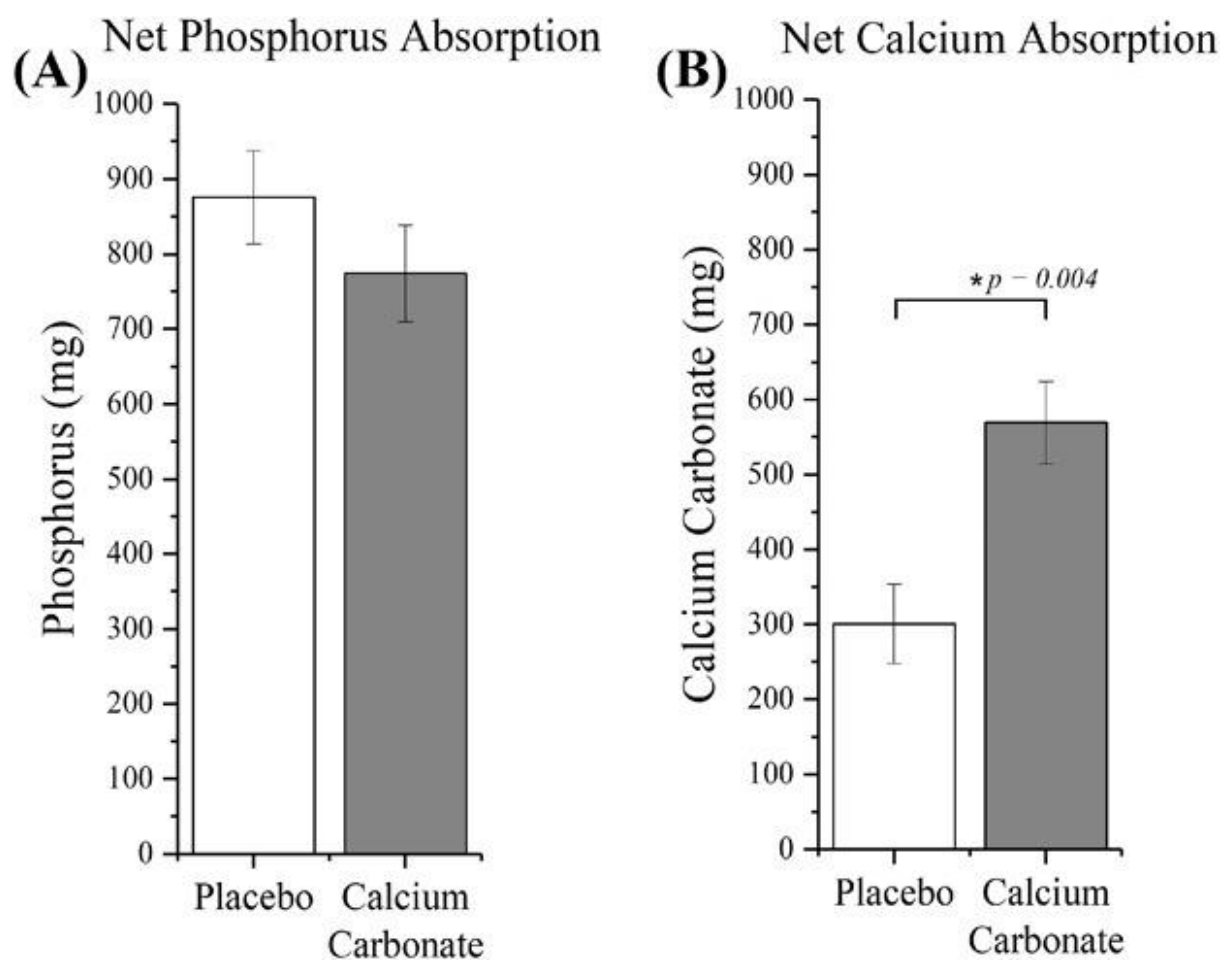 Net Phosphorus Absorption
(A)
1000
900
800
700
600
500
400
300
200
100
0
Phosphorus (mg)
Placebo
Calcium
Carbonate
Net Calcium Absorption
(B)
1000
900
800
700
600
500
400
300
200
100
0
Calcium Carbonate (mg)
*p − 0.004
Placebo
Calcium
Carbonate